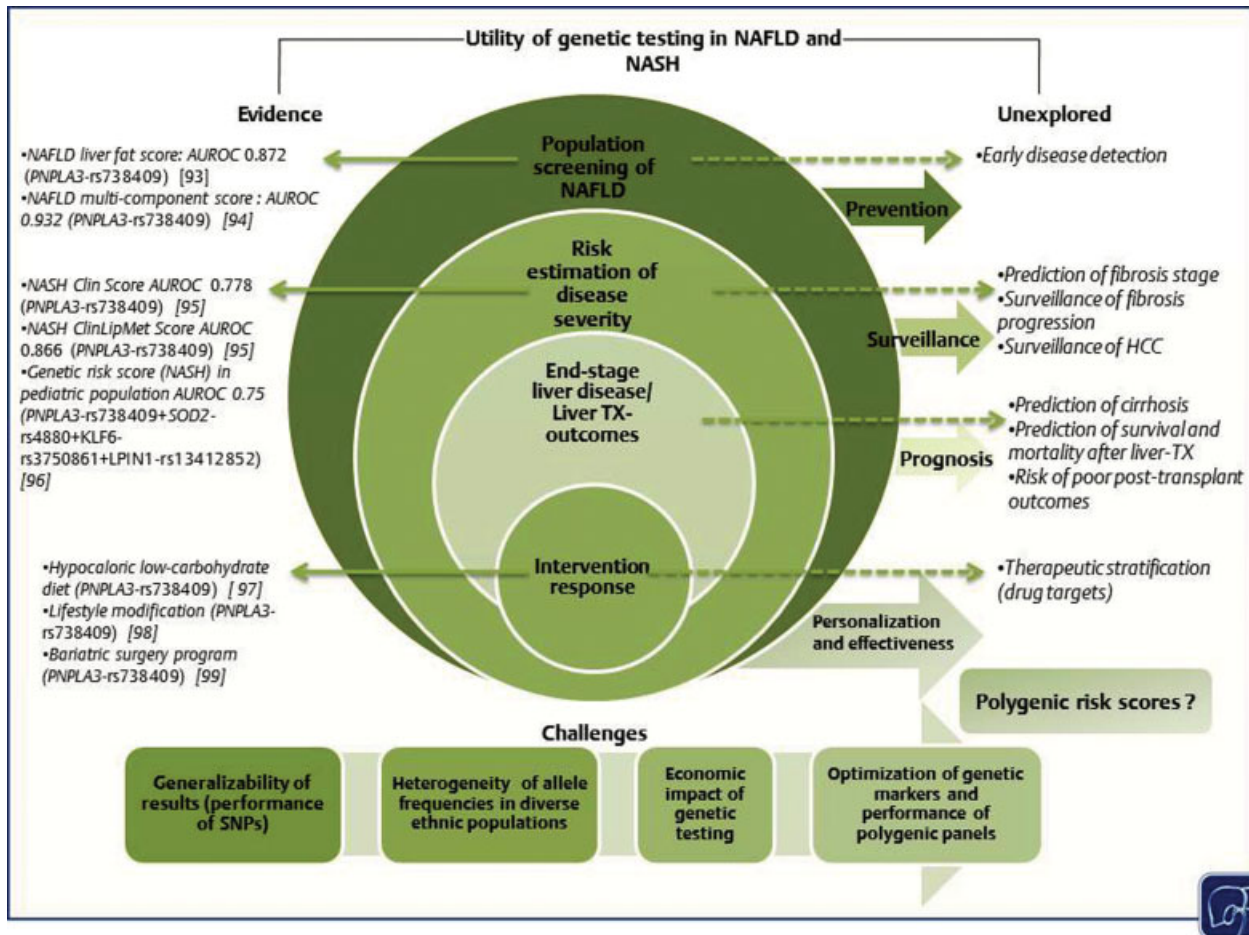 Utility of genetic testing in NAFLD and
NASH
Evidence
Unexplored
•NAFLD liver fat score: AUROC 0.872
(PNPLA3-rs738409) [93]
•NAFLD multi-component score : AUROC
0.932 (PNPLA3-rs738409) [94]
Population
screening of
NAFLD
•Early disease detection
Prevention
•NASH Clin Score AUROC 0.778
(PNPLA3-rs738409) [95]
•NASH ClinLipMet Score AUROC
0.866 (PNPLA3-rs738409) [95]
•Genetic risk score (NASH) in
pediatric population AUROC 0.75
(PNPLA3-rs738409+SOD2-
rs4880+KLF6-
rs3750861+LPIN1-rs13412852)
[96]
Risk
estimation of
disease
severity
•Prediction of fibrosis stage
•Surveillance of fibrosis
progression
•Surveillance of HCC
Surveillance
End-stage
liver disease/
Liver TX-
outcomes
•Prediction of cirrhosis
•Prediction of survival and
mortality after liver-TX
•Risk of poor post-transplant
outcomes
Prognosis
•Hypocaloric low-carbohydrate
diet (PNPLA3-rs738409) [ 97]
•Lifestyle modification (PNPLA3-
rs738409) [98]
•Bariatric surgery program
(PNPLA3-rs738409) [99]
Intervention
response
•Therapeutic stratification
(drug targets)
Personalization
and effectiveness
Polygenic risk scores ?
Challenges
Generalizability of
results (performance
of SNPs)
Heterogeneity of allele
frequencies in diverse
ethnic populations
Economic
impact of
genetic
testing
Optimization of genetic
markers and
performance of
polygenic panels